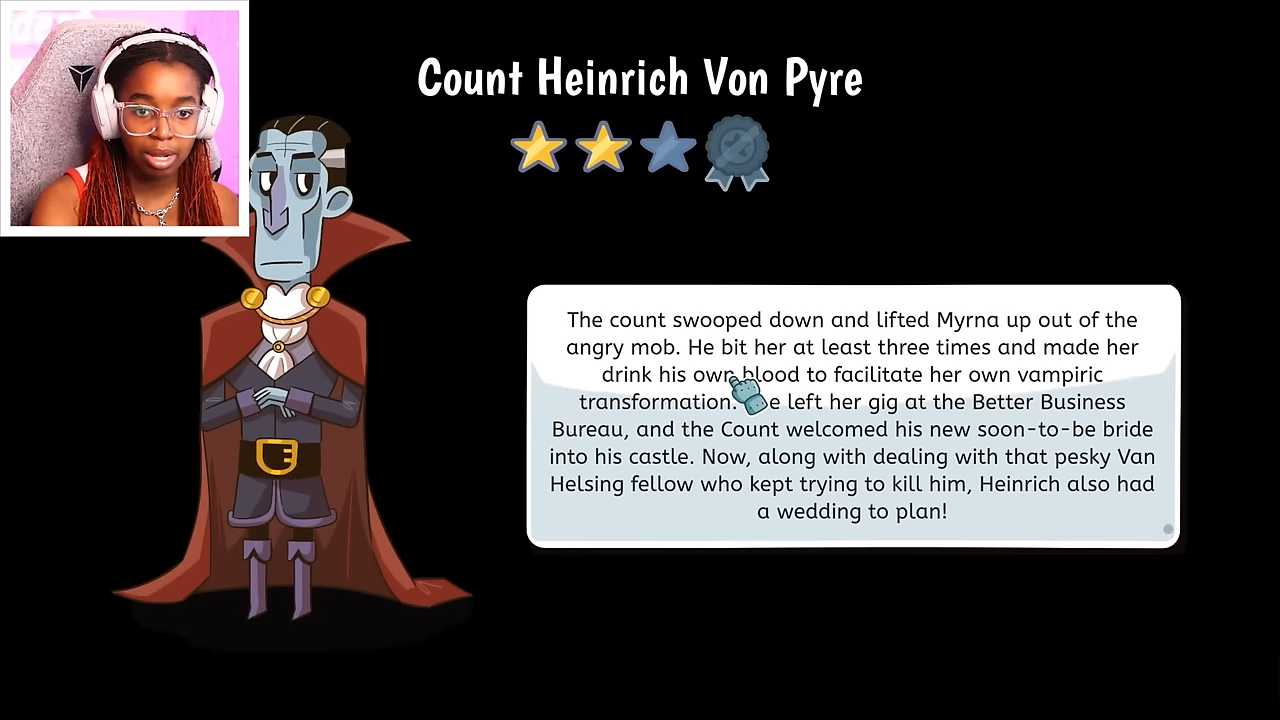 Count Heinrich Von Pyre
The count swooped down and lifted Myrna up out of the
angry mob. He bit her at least three times and made her
drink his own blood to facilitate her own vampiric
transformation. e left her gig at the Better Business
Bureau, and the Count welcomed his new soon-to-be bride
into his castle. Now, along with dealing with that pesky Van
Helsing fellow who kept trying to kill him, Heinrich also had
a wedding to plan!